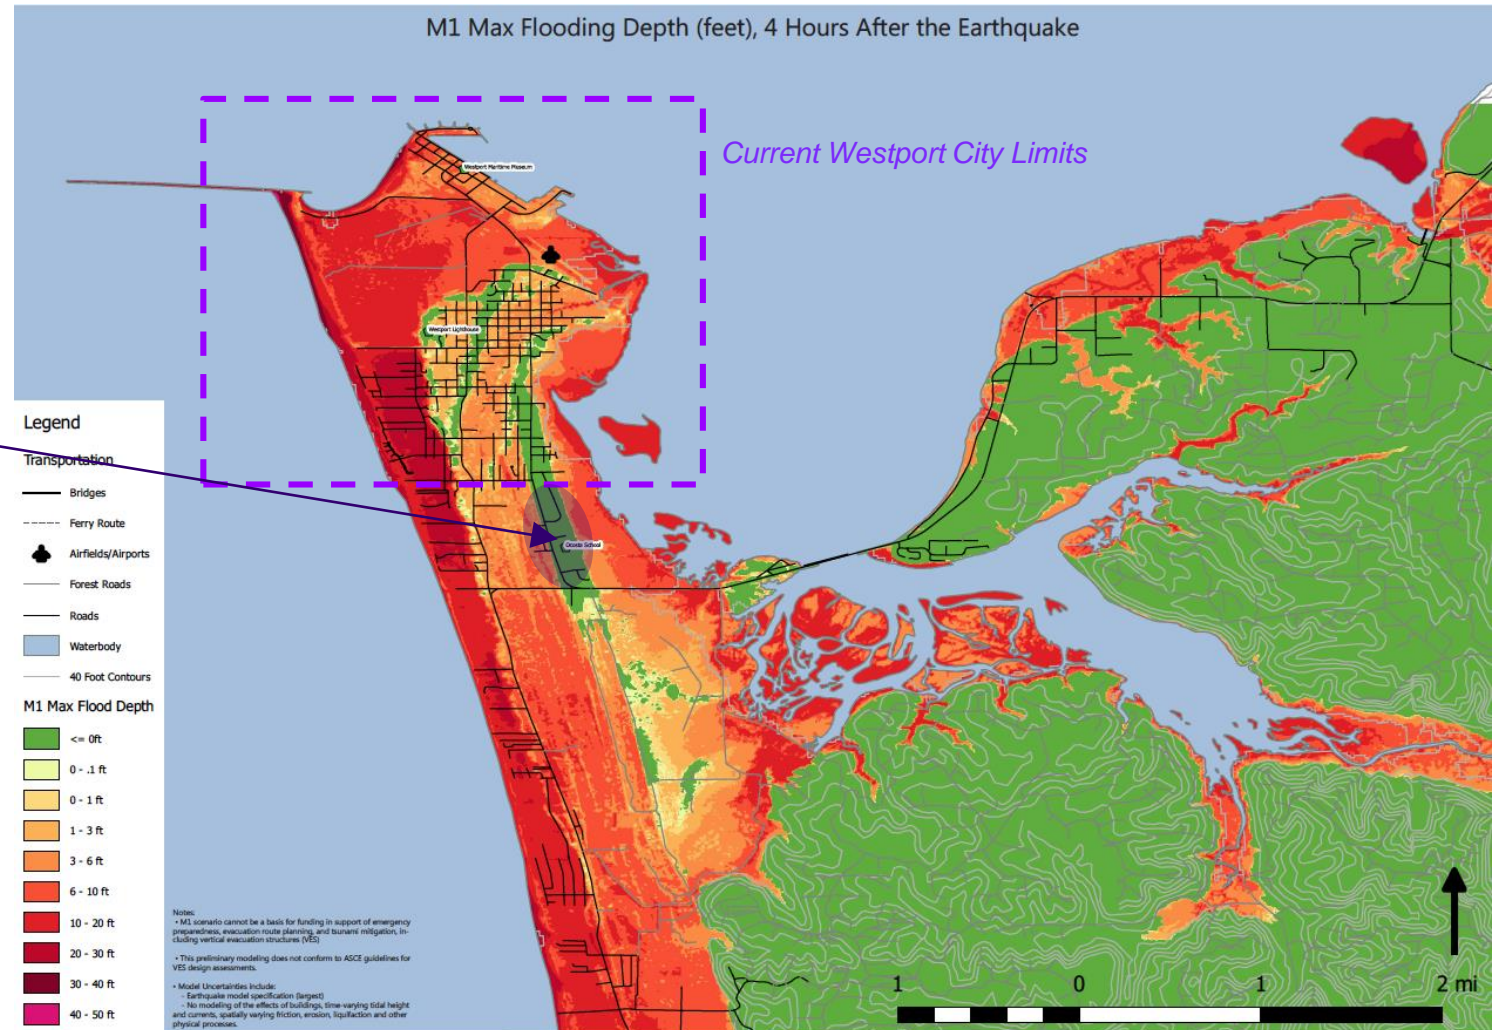 M1 Max Flooding Depth (feet), 4 Hours After the Earthquake
Current Westport City Limits
Westport Maritime Museum
Westport Lighthouse
Ocosta School
Legend
Transportation
Bridges
Ferry Route
Airfields/Airports
Forest Roads
Roads
Waterbody
40 Foot Contours
M1 Max Flood Depth
<= 0ft
0 - .1 ft
0 - 1 ft
1 - 3 ft
3 - 6 ft
6 - 10 ft
10 - 20 ft
20 - 30 ft
30 - 40 ft
40 - 50 ft
Notes:
• M1 scenario cannot be a basis for funding in support of emergency
preparedness, evacuation route planning, and tsunami mitigation, in-
cluding vertical evacuation structures (VES)
• This preliminary modeling does not conform to ASCE guidelines for
VES design assessments.
• Model Uncertainties include:
- Earthquake model specification (largest)
- No modeling of the effects of buildings, time-varying tidal height
and currents, spatially varying friction, erosion, liquifaction and other
physical processes.
1 0 1 2 mi